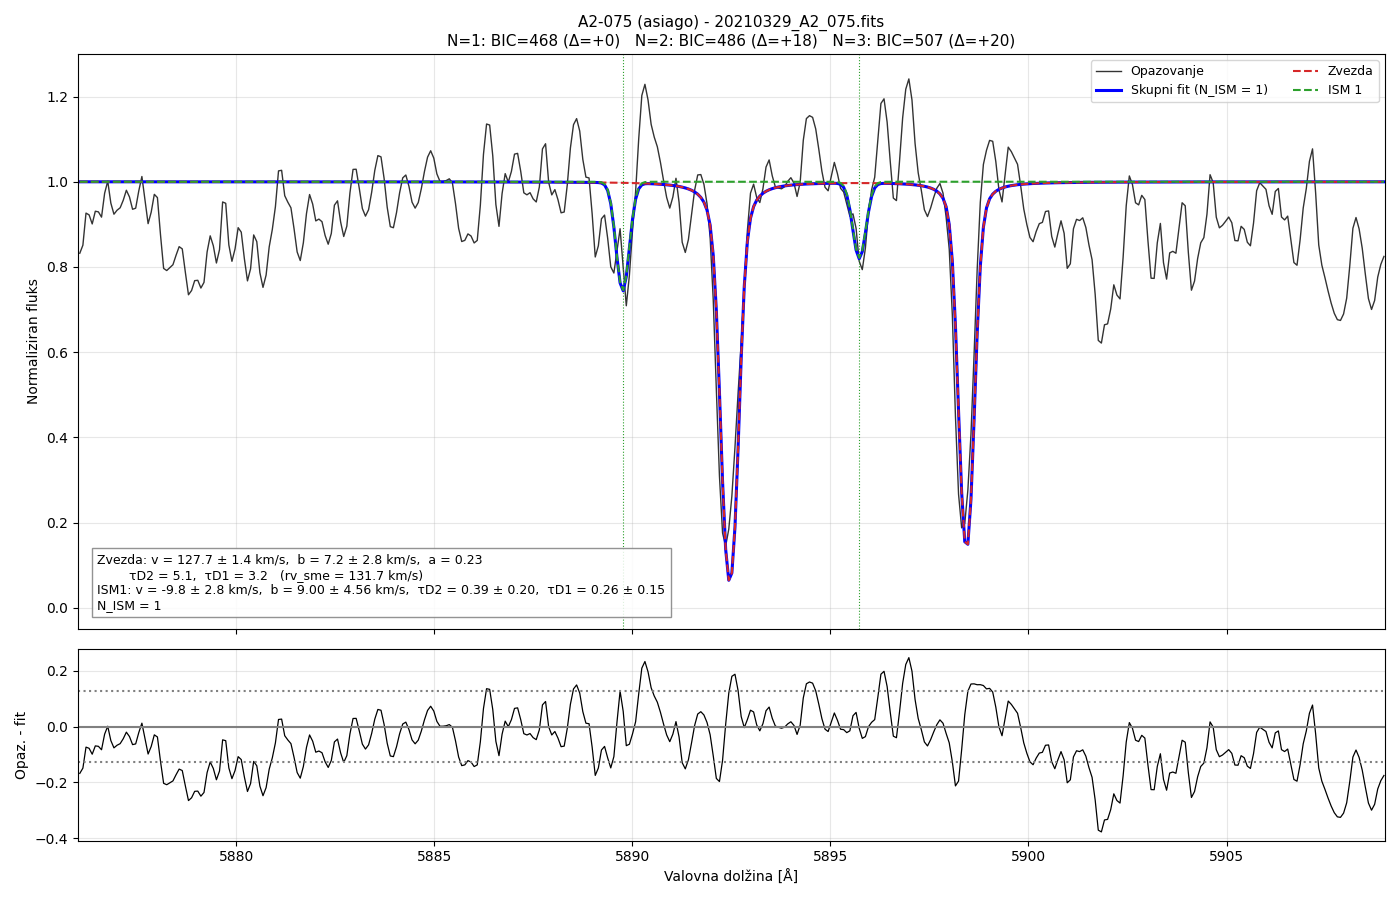 A2-075 (asiago) - 20210329_A2_075.fits
N=1: BIC=468 (Δ=+0)   N=2: BIC=486 (Δ=+18)   N=3: BIC=507 (Δ=+20)
Opazovanje
Skupni fit (N_ISM = 1)
Zvezda
ISM 1
Normaliziran fluks
1.2
1.0
0.8
0.6
0.4
0.2
0.0
Zvezda: v = 127.7 ± 1.4 km/s,  b = 7.2 ± 2.8 km/s,  a = 0.23
τD2 = 5.1,  τD1 = 3.2   (rv_sme = 131.7 km/s)
ISM1: v = -9.8 ± 2.8 km/s,  b = 9.00 ± 4.56 km/s,  τD2 = 0.39 ± 0.20,  τD1 = 0.26 ± 0.15
N_ISM = 1
Opaz. - fit
0.2
0.0
−0.2
−0.4
5880
5885
5890
5895
5900
5905
Valovna dolžina [Å]